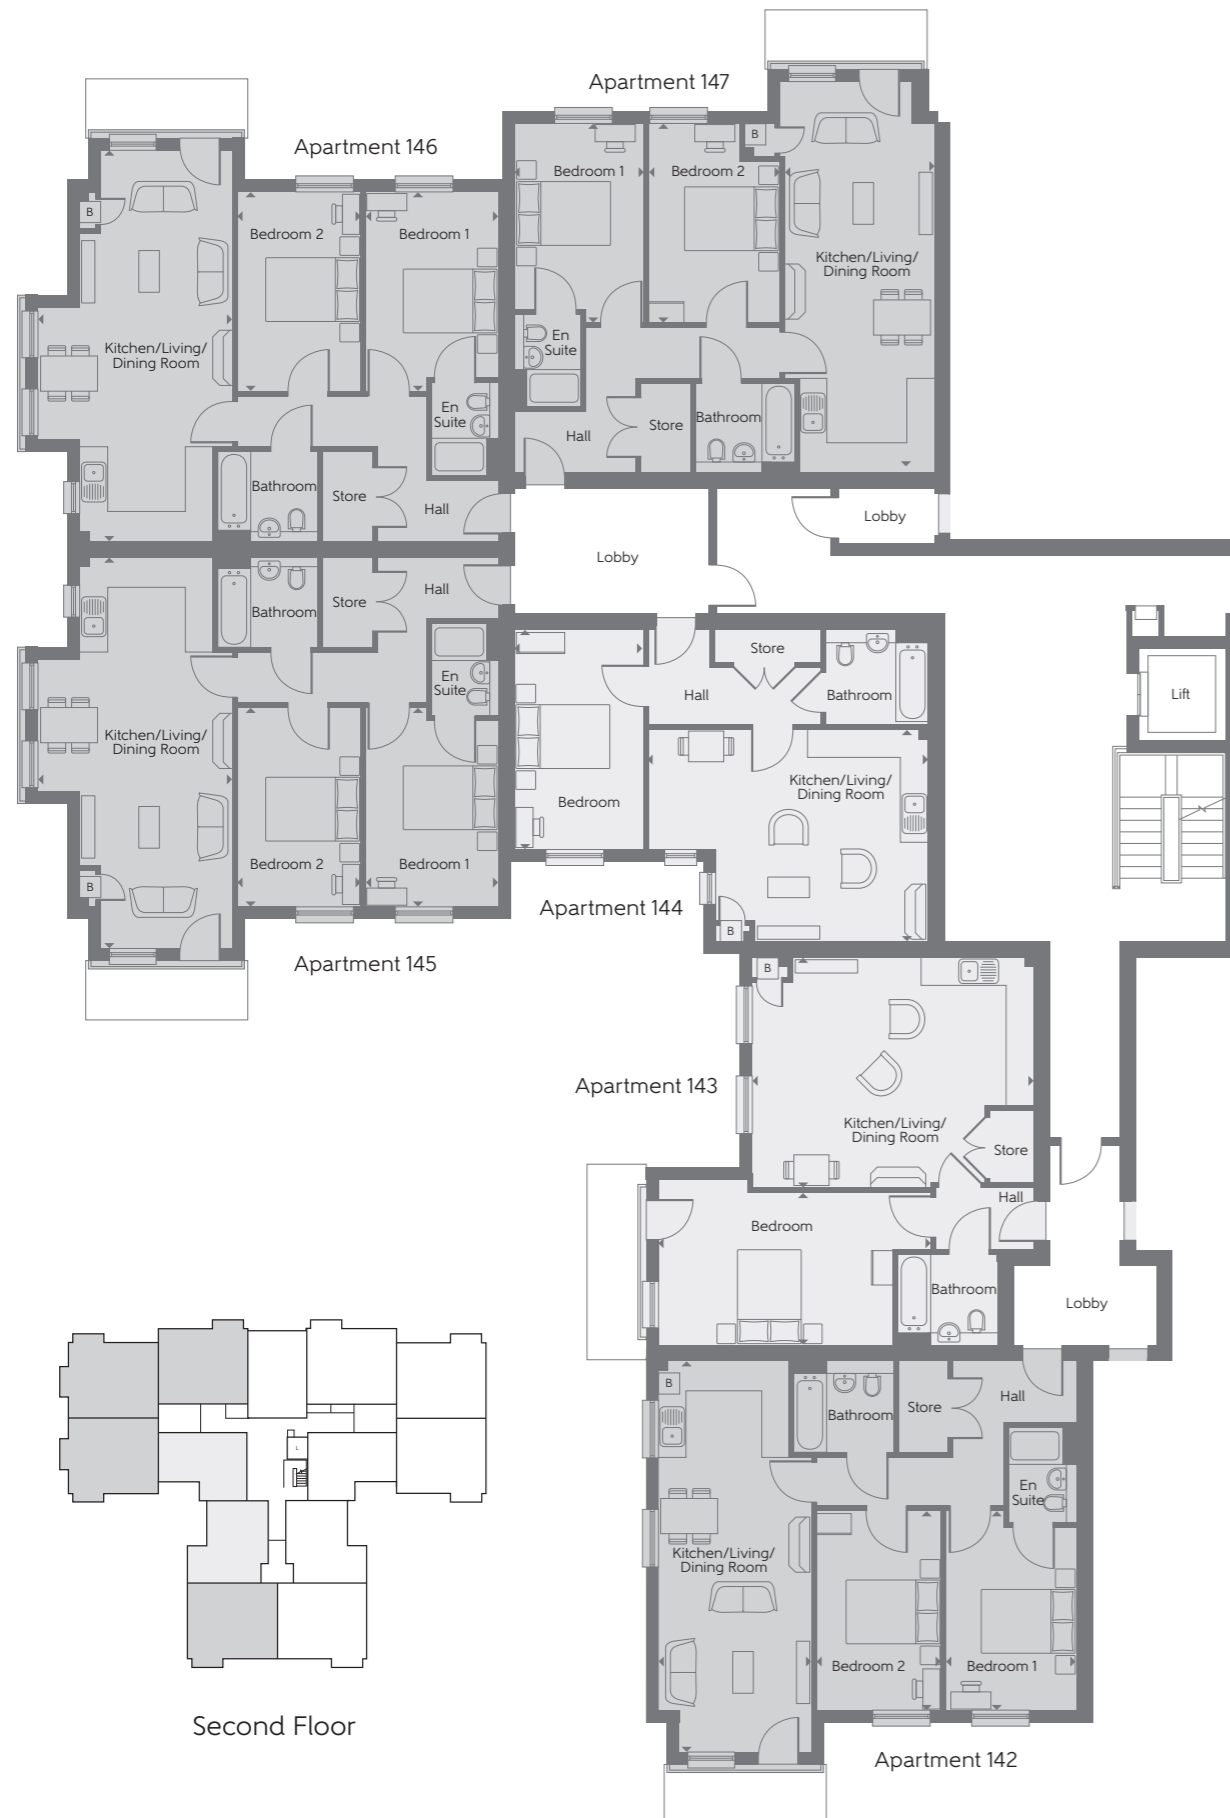 Apartment 147
Apartment 146
B
Bedroom 1
Bedroom 2
Kitchen/Living/
Dining Room
En
Suite
Hall
Store
Bathroom
B
Bedroom 2
Bedroom 1
Kitchen/Living/
Dining Room
En
Suite
Bathroom
Store
Hall
Lobby
Lobby
Bathroom
Store
Hall
En
Suite
Kitchen/Living/
Dining Room
Bedroom 2
Bedroom 1
B
Apartment 145
Store
Hall
Bathroom
Kitchen/Living/
Dining Room
Bedroom
B
Apartment 144
Lift
B
Apartment 143
Kitchen/Living/
Dining Room
Store
Hall
Bedroom
Bathroom
Lobby
B
Bathroom
Store
Hall
En
Suite
Kitchen/Living/
Dining Room
Bedroom 2
Bedroom 1
Apartment 142
L
Second Floor